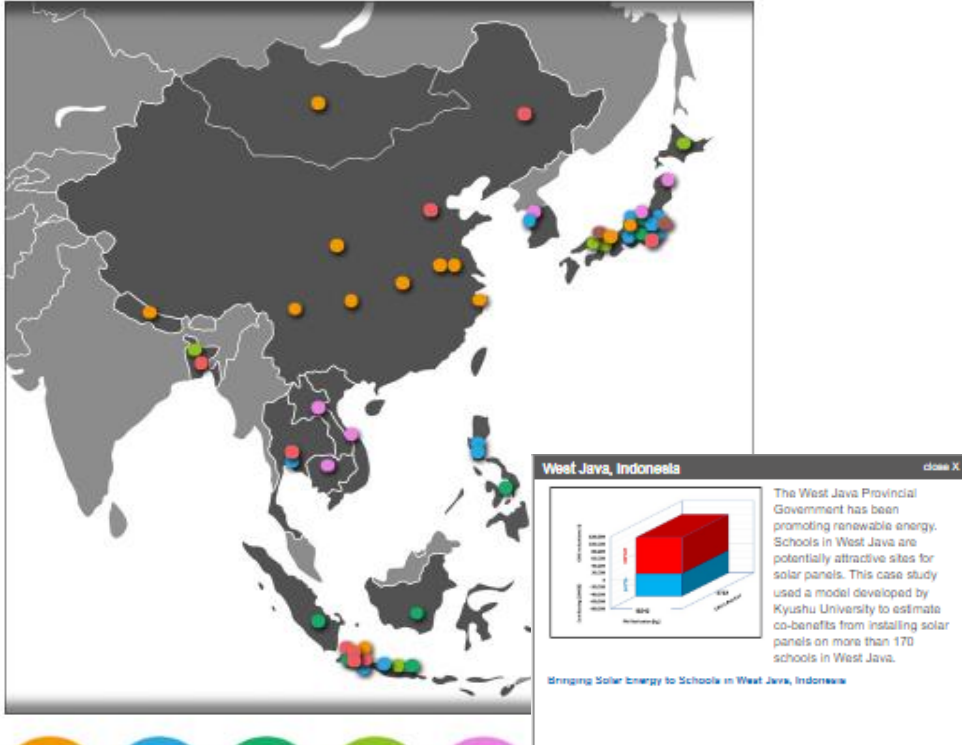 West Java, Indonesia
close X
The West Java Provincial
Government has been
promoting renewable energy.
Schools in West Java are
potentially attractive sites for
solar panels. This case study
used a model developed by
Kyushu University to estimate
co-benefits from installing solar
panels on more than 170
schools in West Java.
Bringing Solar Energy to Schools in West Java, Indonesia